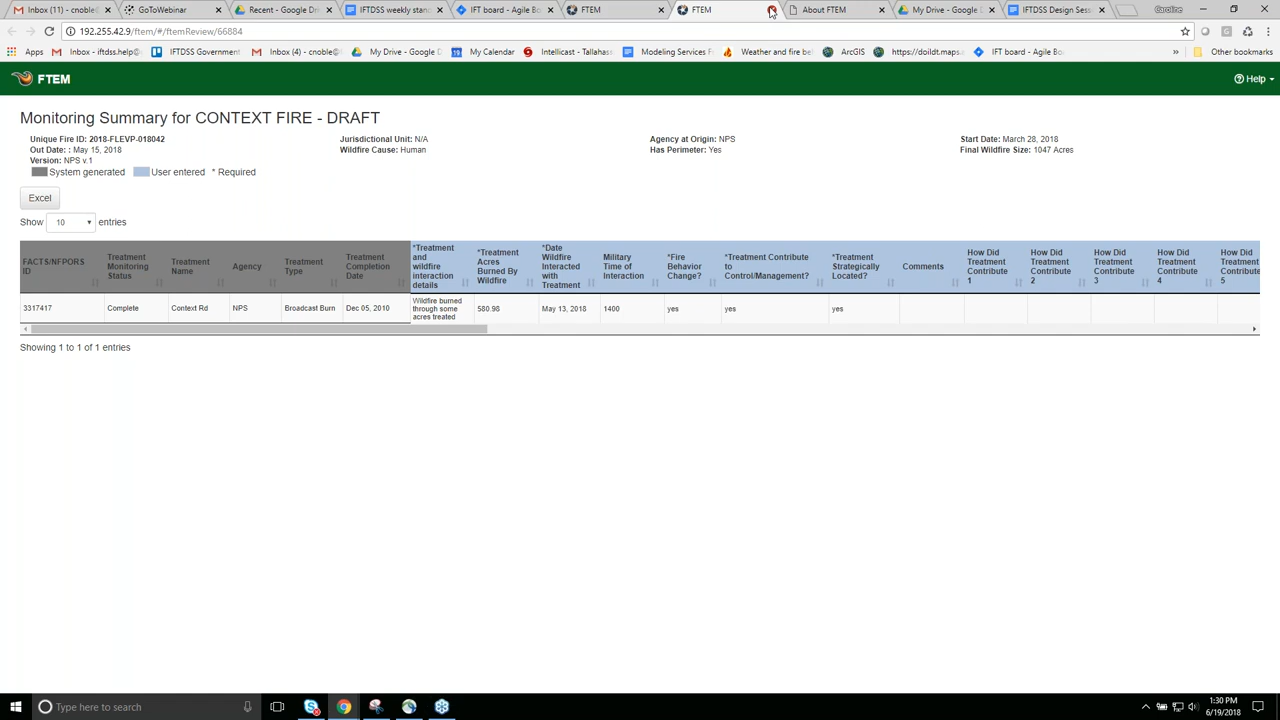 Inbox (11) - cnoble@ GoToWebinar Recent - Google Dri IFTDSS weekly stand IFT board - Agile Bo FTEM FTEM About FTEM My Drive - Google D IFTDSS Design Sess Caroline
192.255.42.9/ftem/#/ftemReview/66884
Apps Inbox - iftdss.help@ IFTDSS Government Inbox (4) - cnoble@f My Drive - Google D My Calendar Intellicast - Tallahass Modeling Services F Weather and fire be ArcGIS https://doildt.maps. IFT board - Agile Bo » Other bookmarks
FTEM Help
Monitoring Summary for CONTEXT FIRE - DRAFT
Unique Fire ID: 2018-FLEVP-018042 Jurisdictional Unit: N/A Agency at Origin: NPS Start Date: March 28, 2018
Out Date: : May 15, 2018 Wildfire Cause: Human Has Perimeter: Yes Final Wildfire Size: 1047 Acres
Version: NPS v.1
System generated User entered * Required
Excel
Show 10 entries
FACTS/NFPORS ID
Treatment Monitoring Status
Treatment Name
Agency
Treatment Type
Treatment Completion Date
*Treatment and wildfire interaction details
*Treatment Acres Burned By Wildfire
*Date Wildfire Interacted with Treatment
Military Time of Interaction
*Fire Behavior Change?
*Treatment Contribute to Control/Management?
*Treatment Strategically Located?
Comments
How Did Treatment Contribute 1
How Did Treatment Contribute 2
How Did Treatment Contribute 3
How Did Treatment Contribute 4
How Did Treatment Contribute 5
3317417 Complete Context Rd NPS Broadcast Burn Dec 05, 2010 Wildfire burned through some acres treated 580.98 May 13, 2018 1400 yes yes yes
Showing 1 to 1 of 1 entries
Type here to search
1:30 PM
6/19/2018